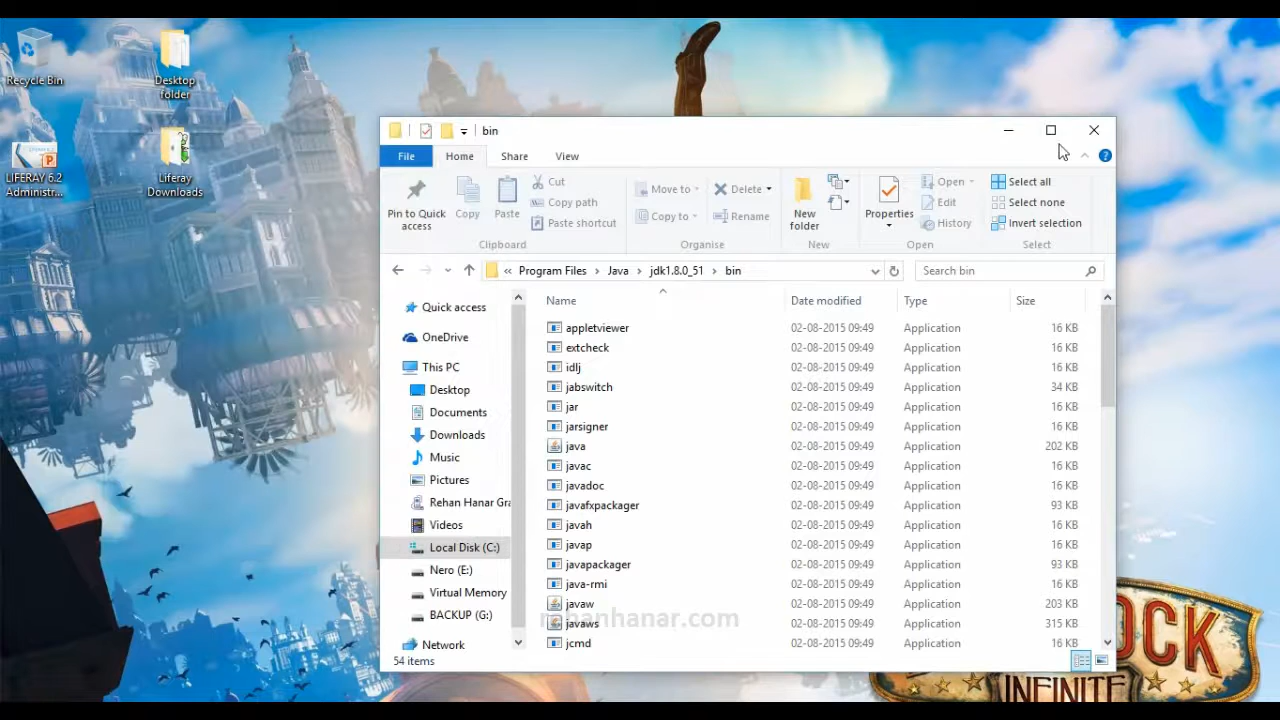 Recycle Bin
Desktop
folder
LIFERAY 6.2
Administr...
Liferay
Downloads
bin
File Home Share View
Pin to Quick
access
Copy
Paste
Cut
Copy path
Paste shortcut
Clipboard
Move to
Copy to
Delete
Rename
Organise
New
folder
New
Properties
Open
Edit
History
Open
Select all
Select none
Invert selection
Select
« Program Files › Java › jdk1.8.0_51 › bin
Search bin
Quick access
OneDrive
This PC
Desktop
Documents
Downloads
Music
Pictures
Rehan Hanar Gra
Videos
Local Disk (C:)
Nero (E:)
Virtual Memory
BACKUP (G:)
Network
Name Date modified Type Size
appletviewer 02-08-2015 09:49 Application 16 KB
extcheck 02-08-2015 09:49 Application 16 KB
idlj 02-08-2015 09:49 Application 16 KB
jabswitch 02-08-2015 09:49 Application 34 KB
jar 02-08-2015 09:49 Application 16 KB
jarsigner 02-08-2015 09:49 Application 16 KB
java 02-08-2015 09:49 Application 202 KB
javac 02-08-2015 09:49 Application 16 KB
javadoc 02-08-2015 09:49 Application 16 KB
javafxpackager 02-08-2015 09:49 Application 93 KB
javah 02-08-2015 09:49 Application 16 KB
javap 02-08-2015 09:49 Application 16 KB
javapackager 02-08-2015 09:49 Application 93 KB
java-rmi 02-08-2015 09:49 Application 16 KB
javaw 02-08-2015 09:49 Application 203 KB
javaws 02-08-2015 09:49 Application 315 KB
jcmd 02-08-2015 09:49 Application 16 KB
rehanhanar.com
54 items
OCK
INFINITE